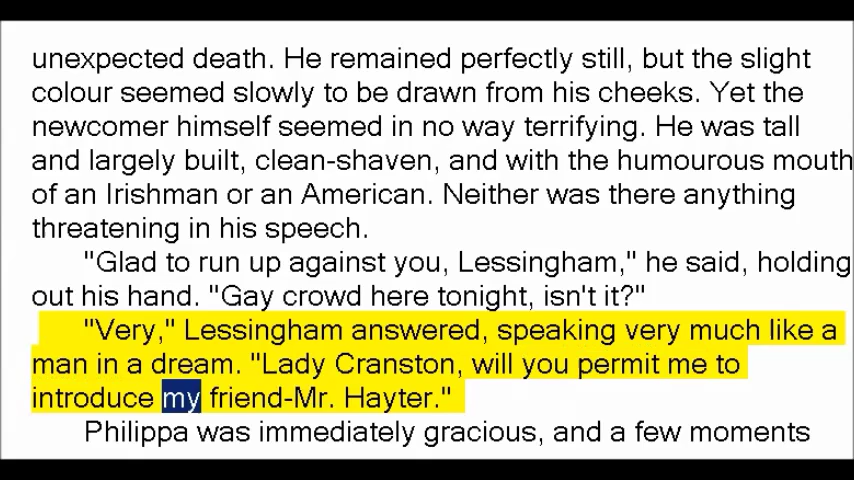 unexpected death. He remained perfectly still, but the slight
colour seemed slowly to be drawn from his cheeks. Yet the
newcomer himself seemed in no way terrifying. He was tall
and largely built, clean-shaven, and with the humourous mouth
of an Irishman or an American. Neither was there anything
threatening in his speech.
"Glad to run up against you, Lessingham," he said, holding
out his hand. "Gay crowd here tonight, isn't it?"
"Very," Lessingham answered, speaking very much like a
man in a dream. "Lady Cranston, will you permit me to
introduce my friend-Mr. Hayter."
Philippa was immediately gracious, and a few moments